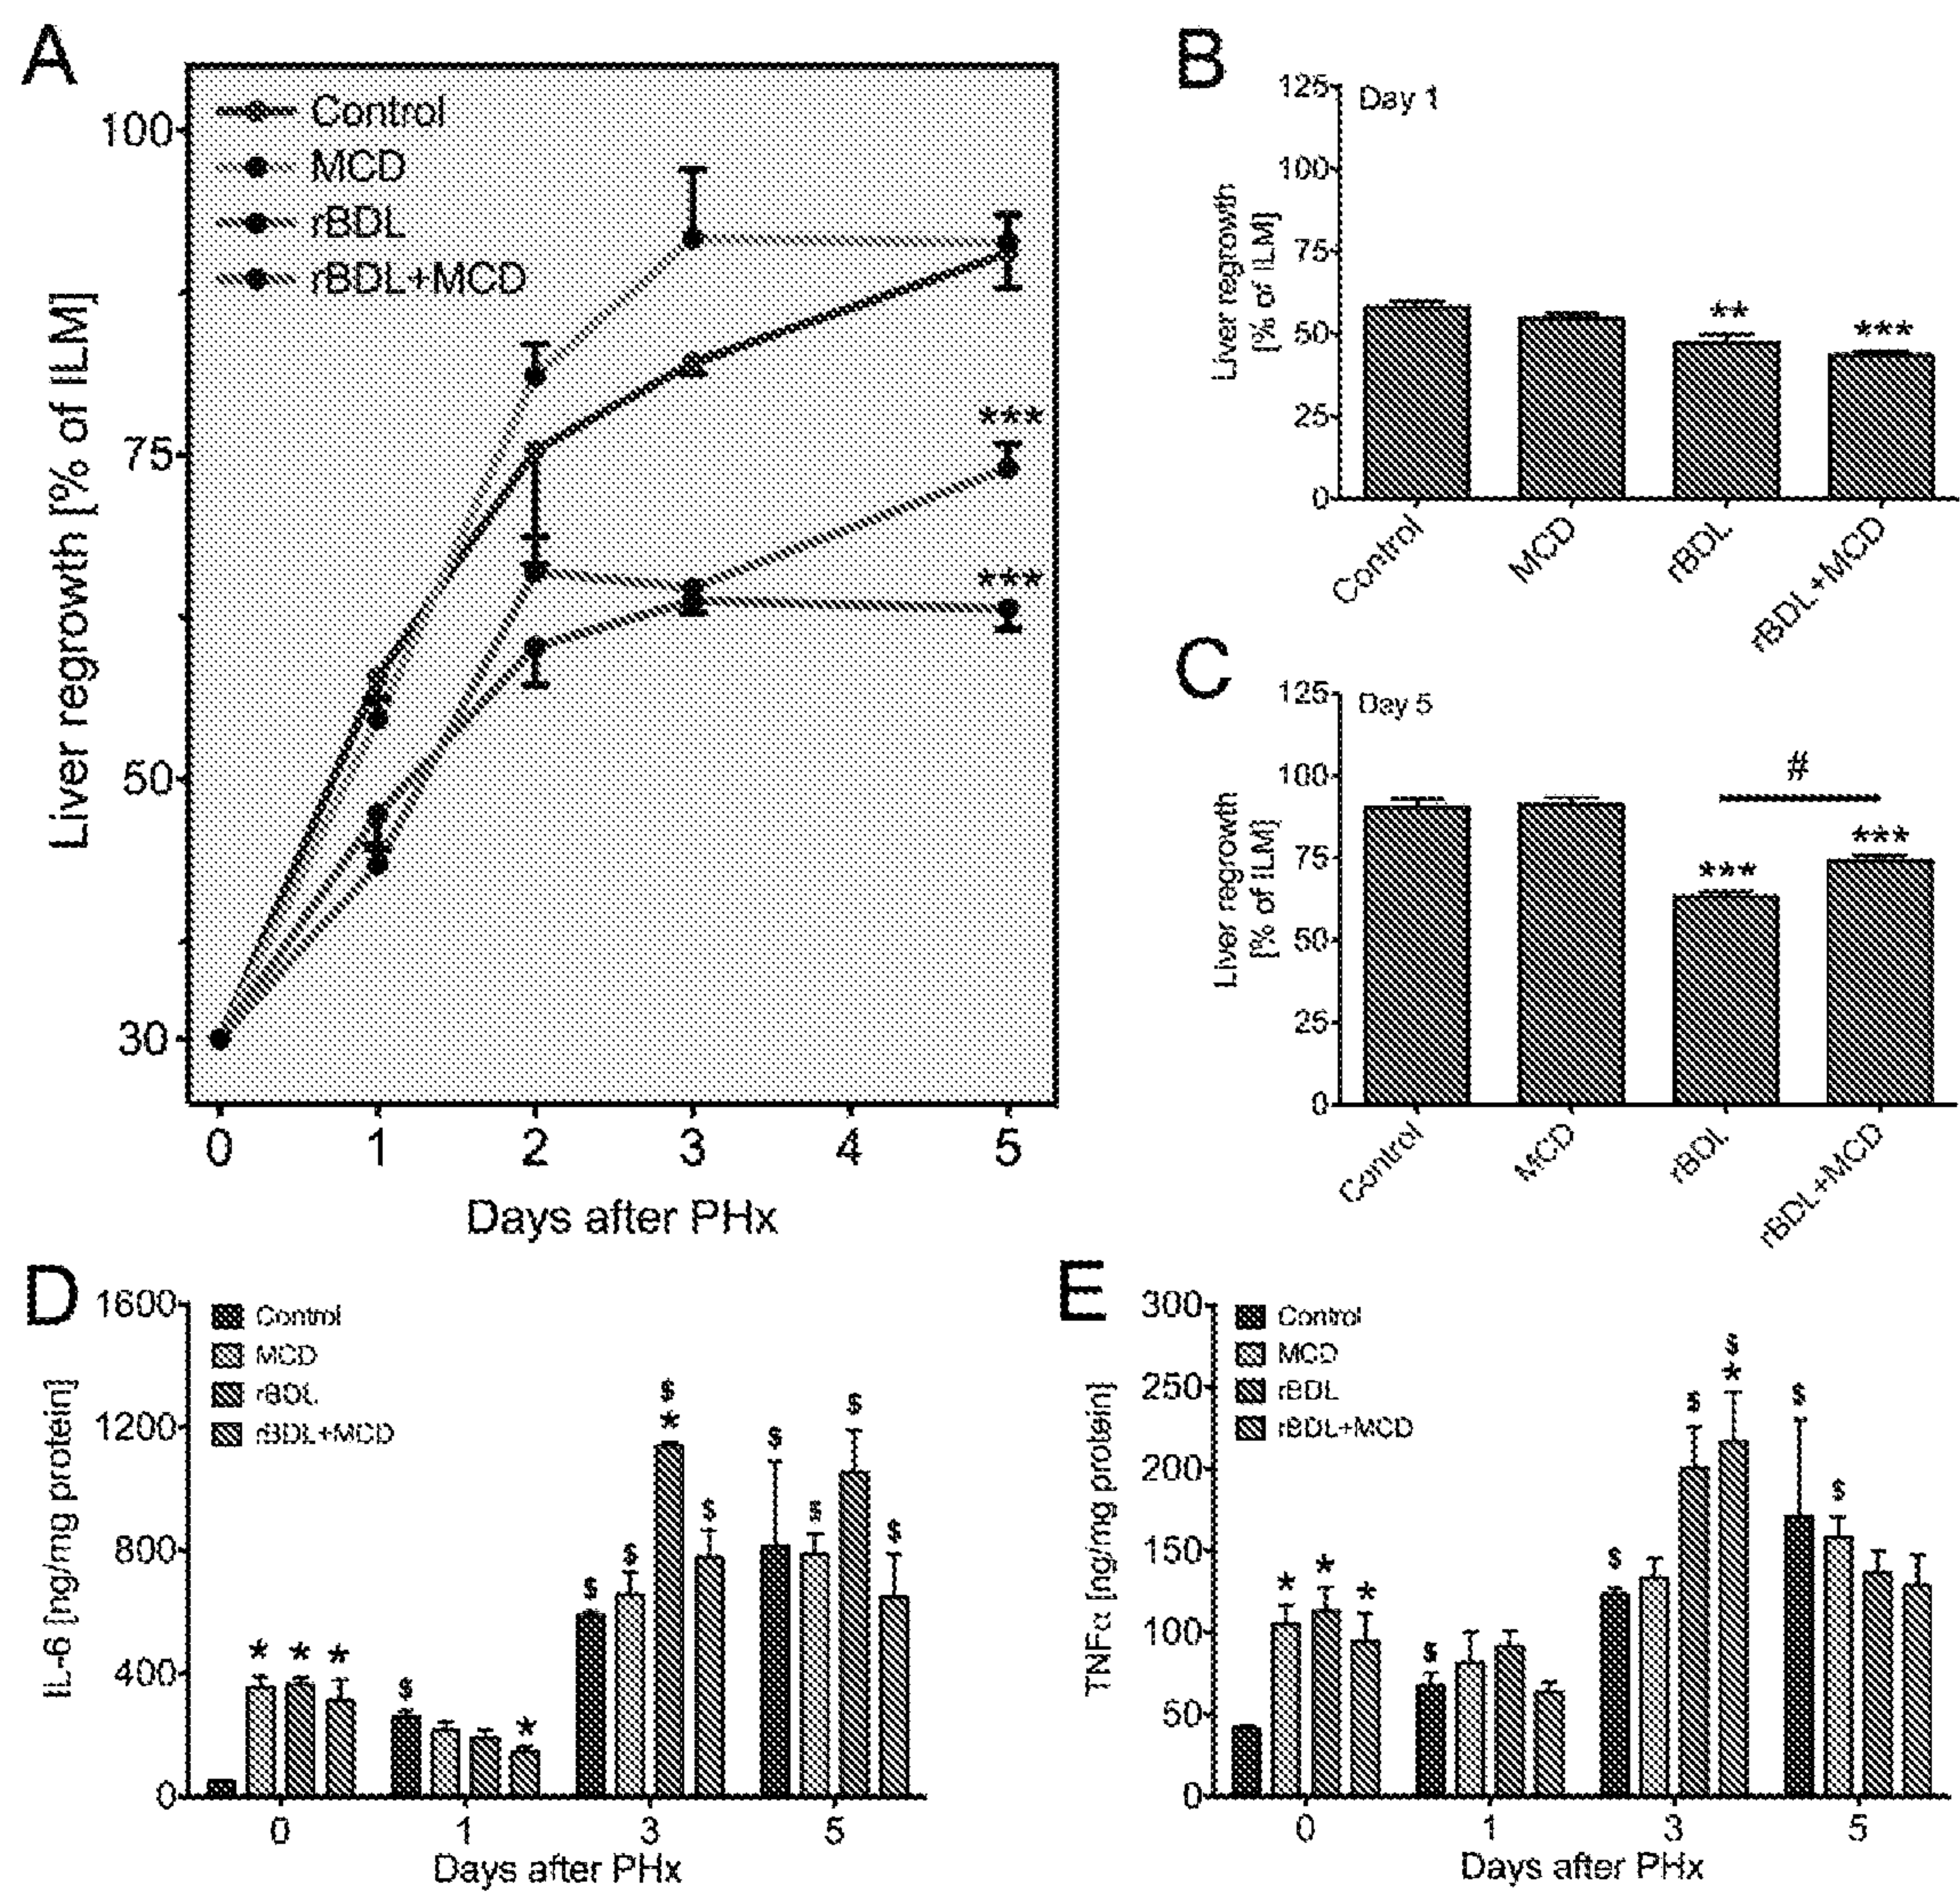 A
Liver regrowth [% of ILM]
100
75
50
30
Control
MCD
rBDL
rBDL+MCD
***
***
0 1 2 3 4 5
Days after PHx
B
Liver regrowth
[% of ILM]
125
100
75
50
25
0
Day 1
**
***
Control
MCD
rBDL
rBDL+MCD
C
Liver regrowth
[% of ILM]
125
100
75
50
25
0
Day 5
#
***
***
Control
MCD
rBDL
rBDL+MCD
D
IL-6 [ng/mg protein]
1600
1200
800
400
0
Control
MCD
rBDL
rBDL+MCD
* * *
$
*
$
$
$
*
$
$
$
$
$
0 1 3 5
Days after PHx
E
TNFα [ng/mg protein]
300
250
200
150
100
50
0
Control
MCD
rBDL
rBDL+MCD
* * *
$
$
$
$
*
$
$
0 1 3 5
Days after PHx